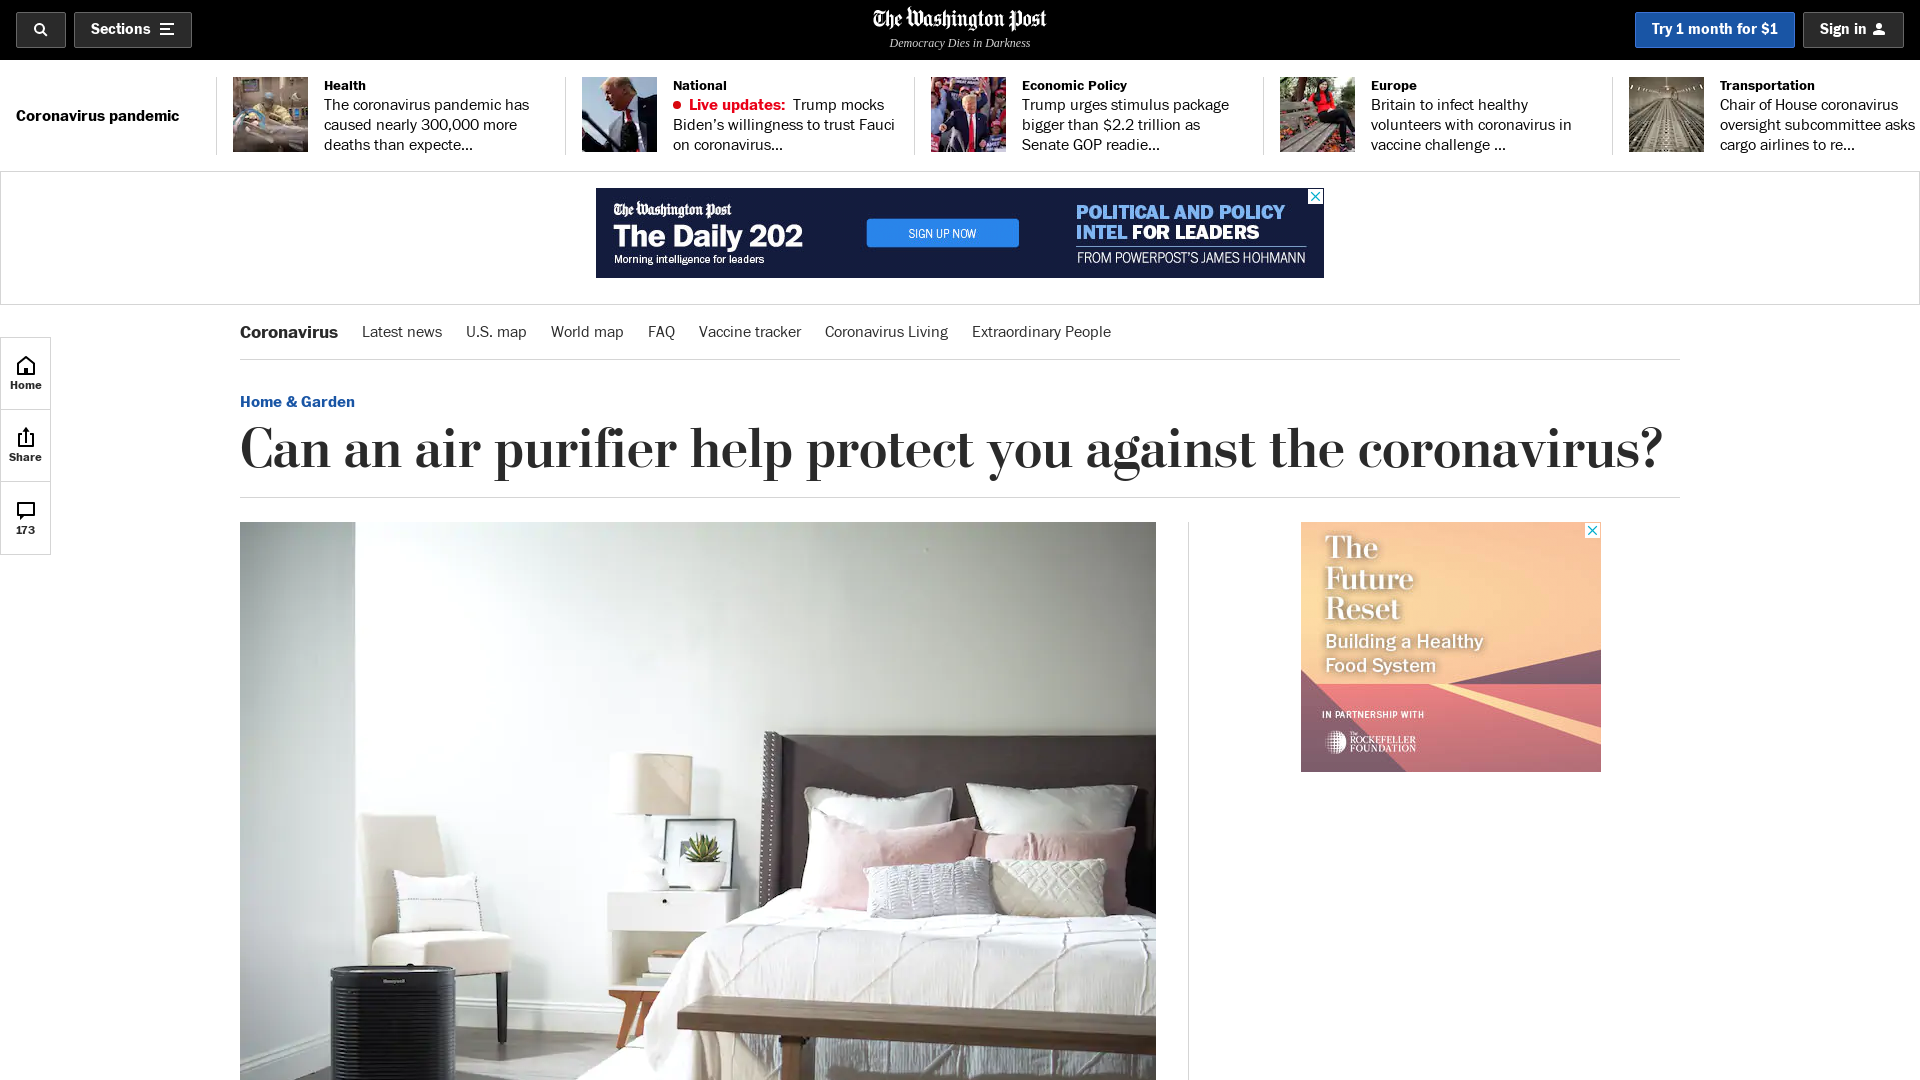 Sections
The Washington Post
Democracy Dies in Darkness
Try 1 month for $1
Sign in
Coronavirus pandemic
Health
The coronavirus pandemic has
caused nearly 300,000 more
deaths than expecte...
National
Live updates: Trump mocks
Biden’s willingness to trust Fauci
on coronavirus...
Economic Policy
Trump urges stimulus package
bigger than $2.2 trillion as
Senate GOP readie...
Europe
Britain to infect healthy
volunteers with coronavirus in
vaccine challenge ...
Transportation
Chair of House coronavirus
oversight subcommittee asks
cargo airlines to re...
The Washington Post
The Daily 202
Morning intelligence for leaders
SIGN UP NOW
POLITICAL AND POLICY
INTEL FOR LEADERS
FROM POWERPOST’S JAMES HOHMANN
Coronavirus Latest news U.S. map World map FAQ Vaccine tracker Coronavirus Living Extraordinary People
Home
Share
173
Home & Garden
Can an air purifier help protect you against the coronavirus?
Honeywell
The
Future
Reset
Building a Healthy
Food System
IN PARTNERSHIP WITH
The
ROCKEFELLER
FOUNDATION